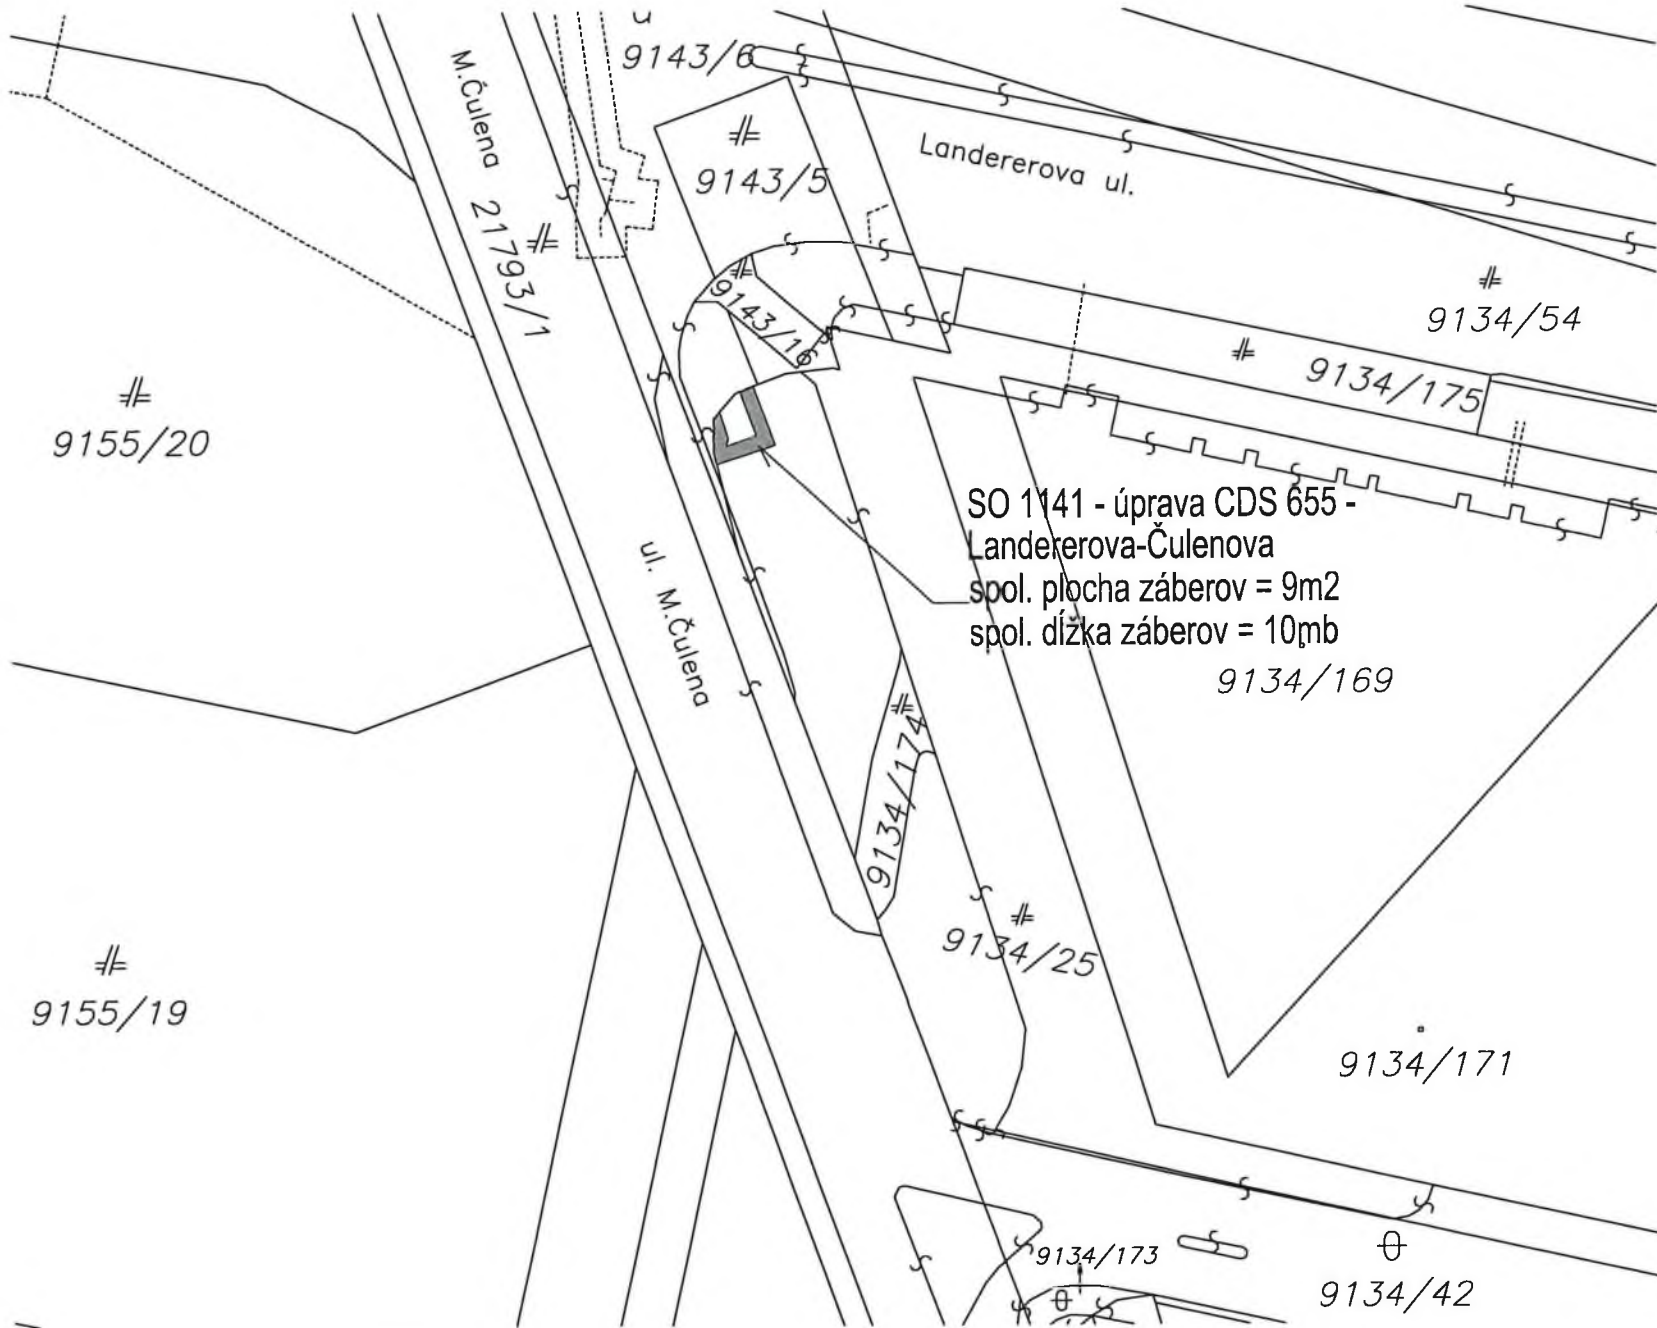 9143/6
M.Čulena 21793/1
9143/5
Landererova ul.
9143/16
9134/54
9134/175
9155/20
SO 1141 - úprava CDS 655 -
Landererova-Čulenova
spol. plocha záberov = 9m2
spol. dĺžka záberov = 10mb
ul. M.Čulena
9134/169
9134/174
9134/25
9155/19
9134/171
9134/173
9134/42